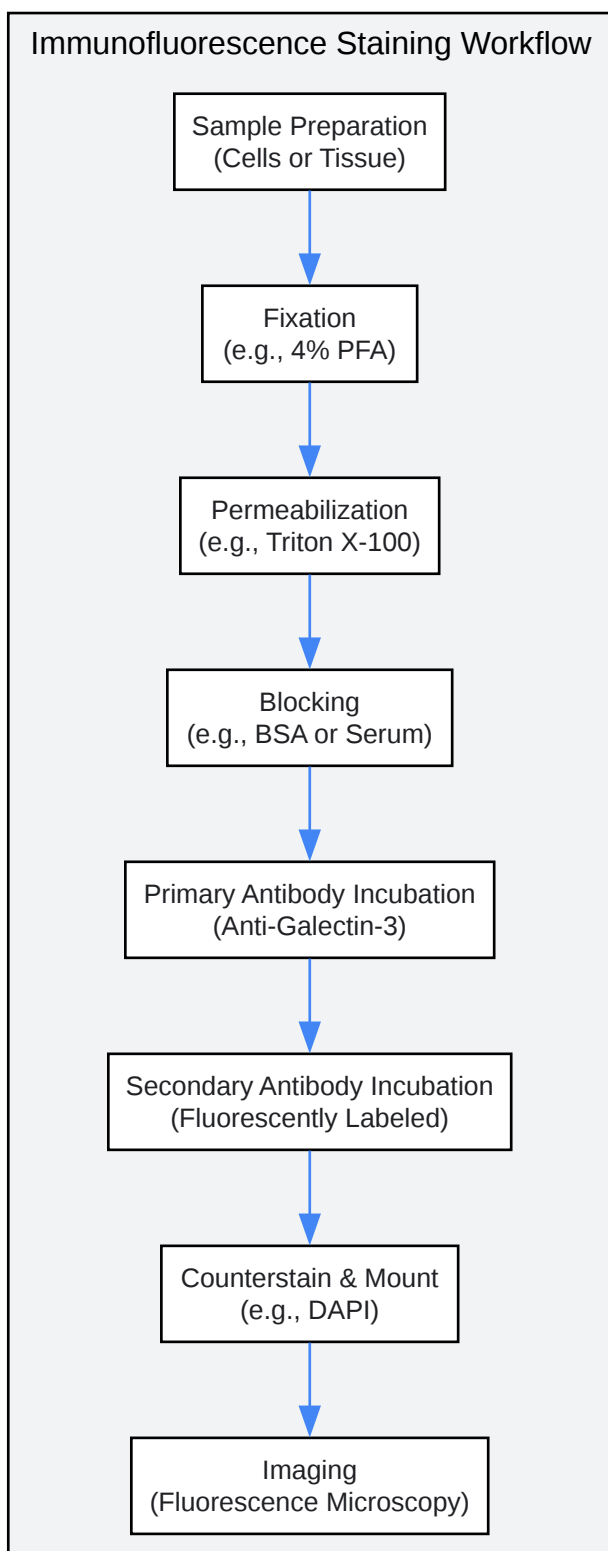 Immunofluorescence Staining Workflow
Sample Preparation
(Cells or Tissue)
Fixation
(e.g., 4% PFA)
Permeabilization
(e.g., Triton X-100)
Blocking
(e.g., BSA or Serum)
Primary Antibody Incubation
(Anti-Galectin-3)
Secondary Antibody Incubation
(Fluorescently Labeled)
Counterstain & Mount
(e.g., DAPI)
Imaging
(Fluorescence Microscopy)